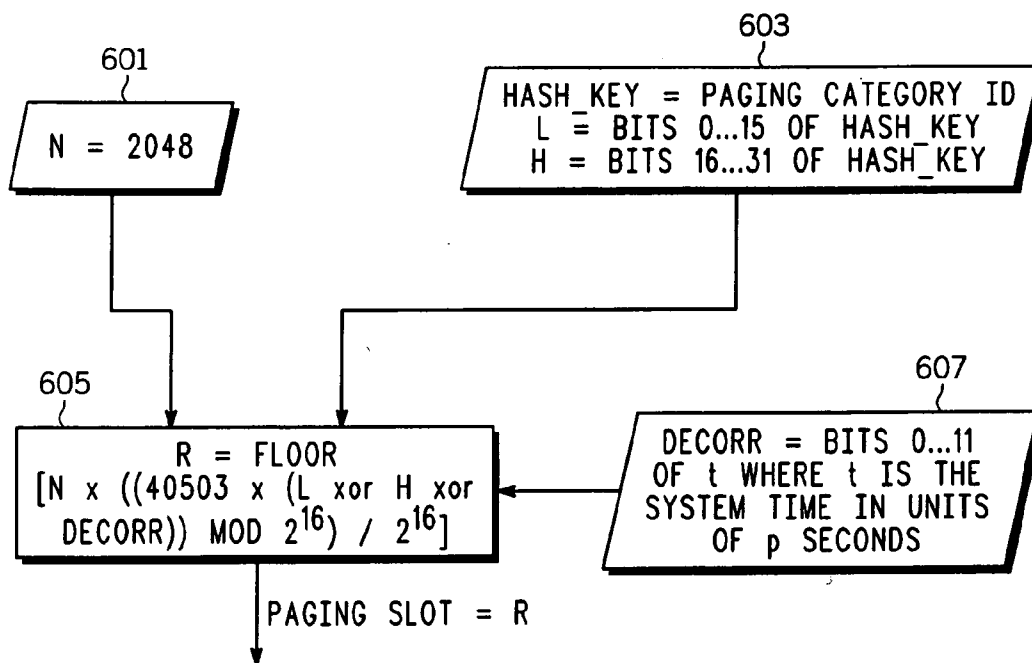 601
N = 2048
603
HASH_KEY = PAGING CATEGORY ID
L = BITS 0...15 OF HASH_KEY
H = BITS 16...31 OF HASH_KEY
605
R = FLOOR
[N x ((40503 x (L xor H xor
DECORR)) MOD 2^16) / 2^16]
607
DECORR = BITS 0...11
OF t WHERE t IS THE
SYSTEM TIME IN UNITS
OF p SECONDS
PAGING SLOT = R